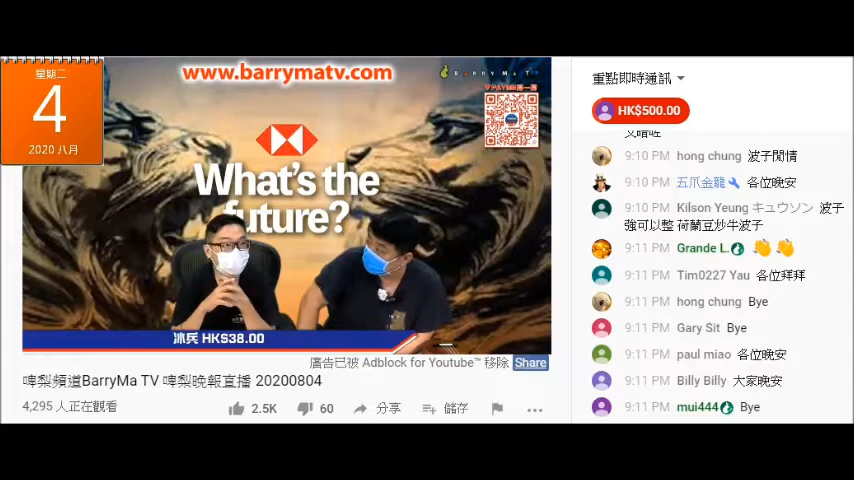 星期二
4
2020 八月
www.barrymatv.com
BARRYMATV
PAYME
What's the
future?
冰兵 HK$38.00
廣告已被 Adblock for Youtube™ 移除 Share
啤梨頻道BarryMa TV 啤梨晚報直播 20200804
4,295 人正在觀看
2.5K
60
分享
儲存
重點即時通訊
HK$500.00
9:10 PM hong chung 波子閒情
9:10 PM 五爪金龍 各位晚安
9:10 PM Kilson Yeung キュウソン 波子
強可以整 荷蘭豆炒牛波子
9:11 PM Grande L. 👏 👏
9:11 PM Tim0227 Yau 各位拜拜
9:11 PM hong chung Bye
9:11 PM Gary Sit Bye
9:11 PM paul miao 各位晚安
9:11 PM Billy Billy 大家晚安
9:11 PM mui444 Bye